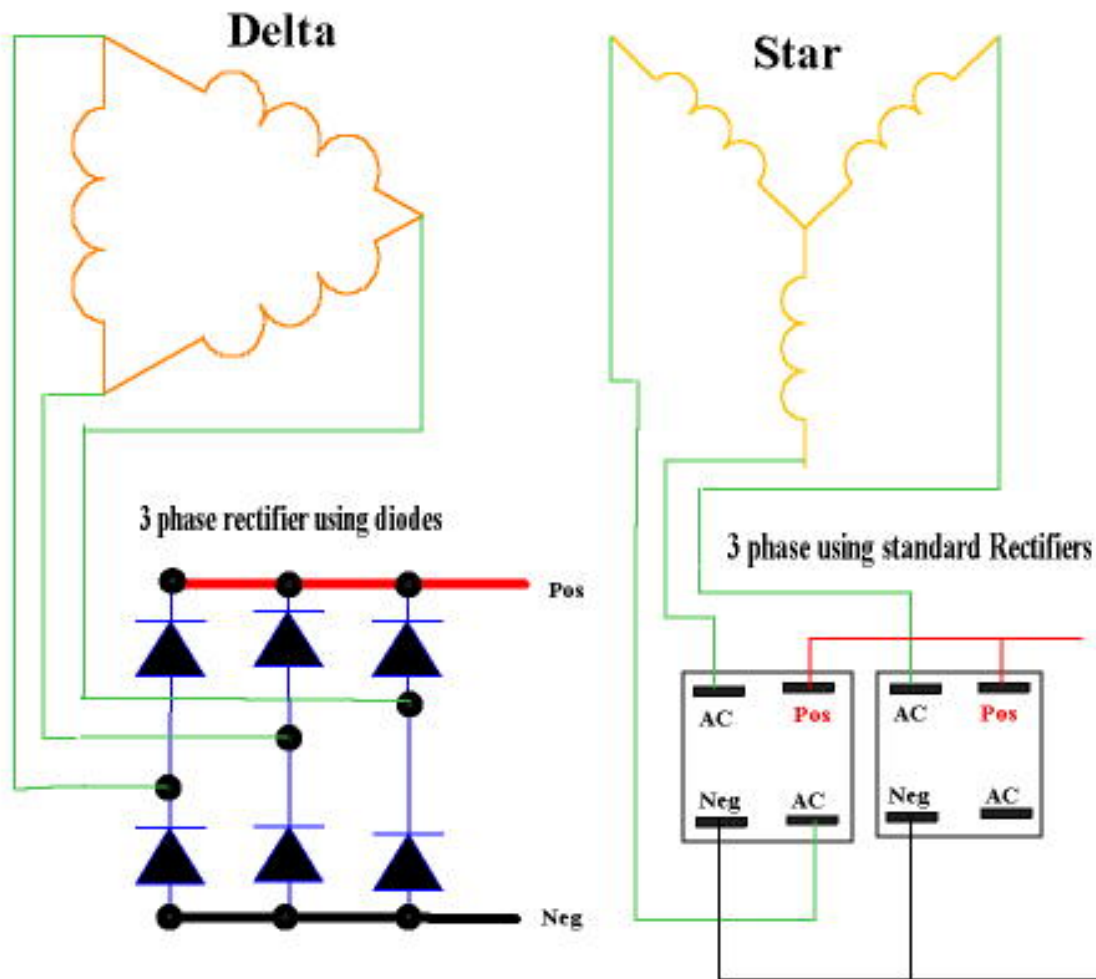 Delta
Star
3 phase rectifier using diodes
Pos
Neg
3 phase using standard Rectifiers
AC
Pos
Neg
AC
AC
Pos
Neg
AC